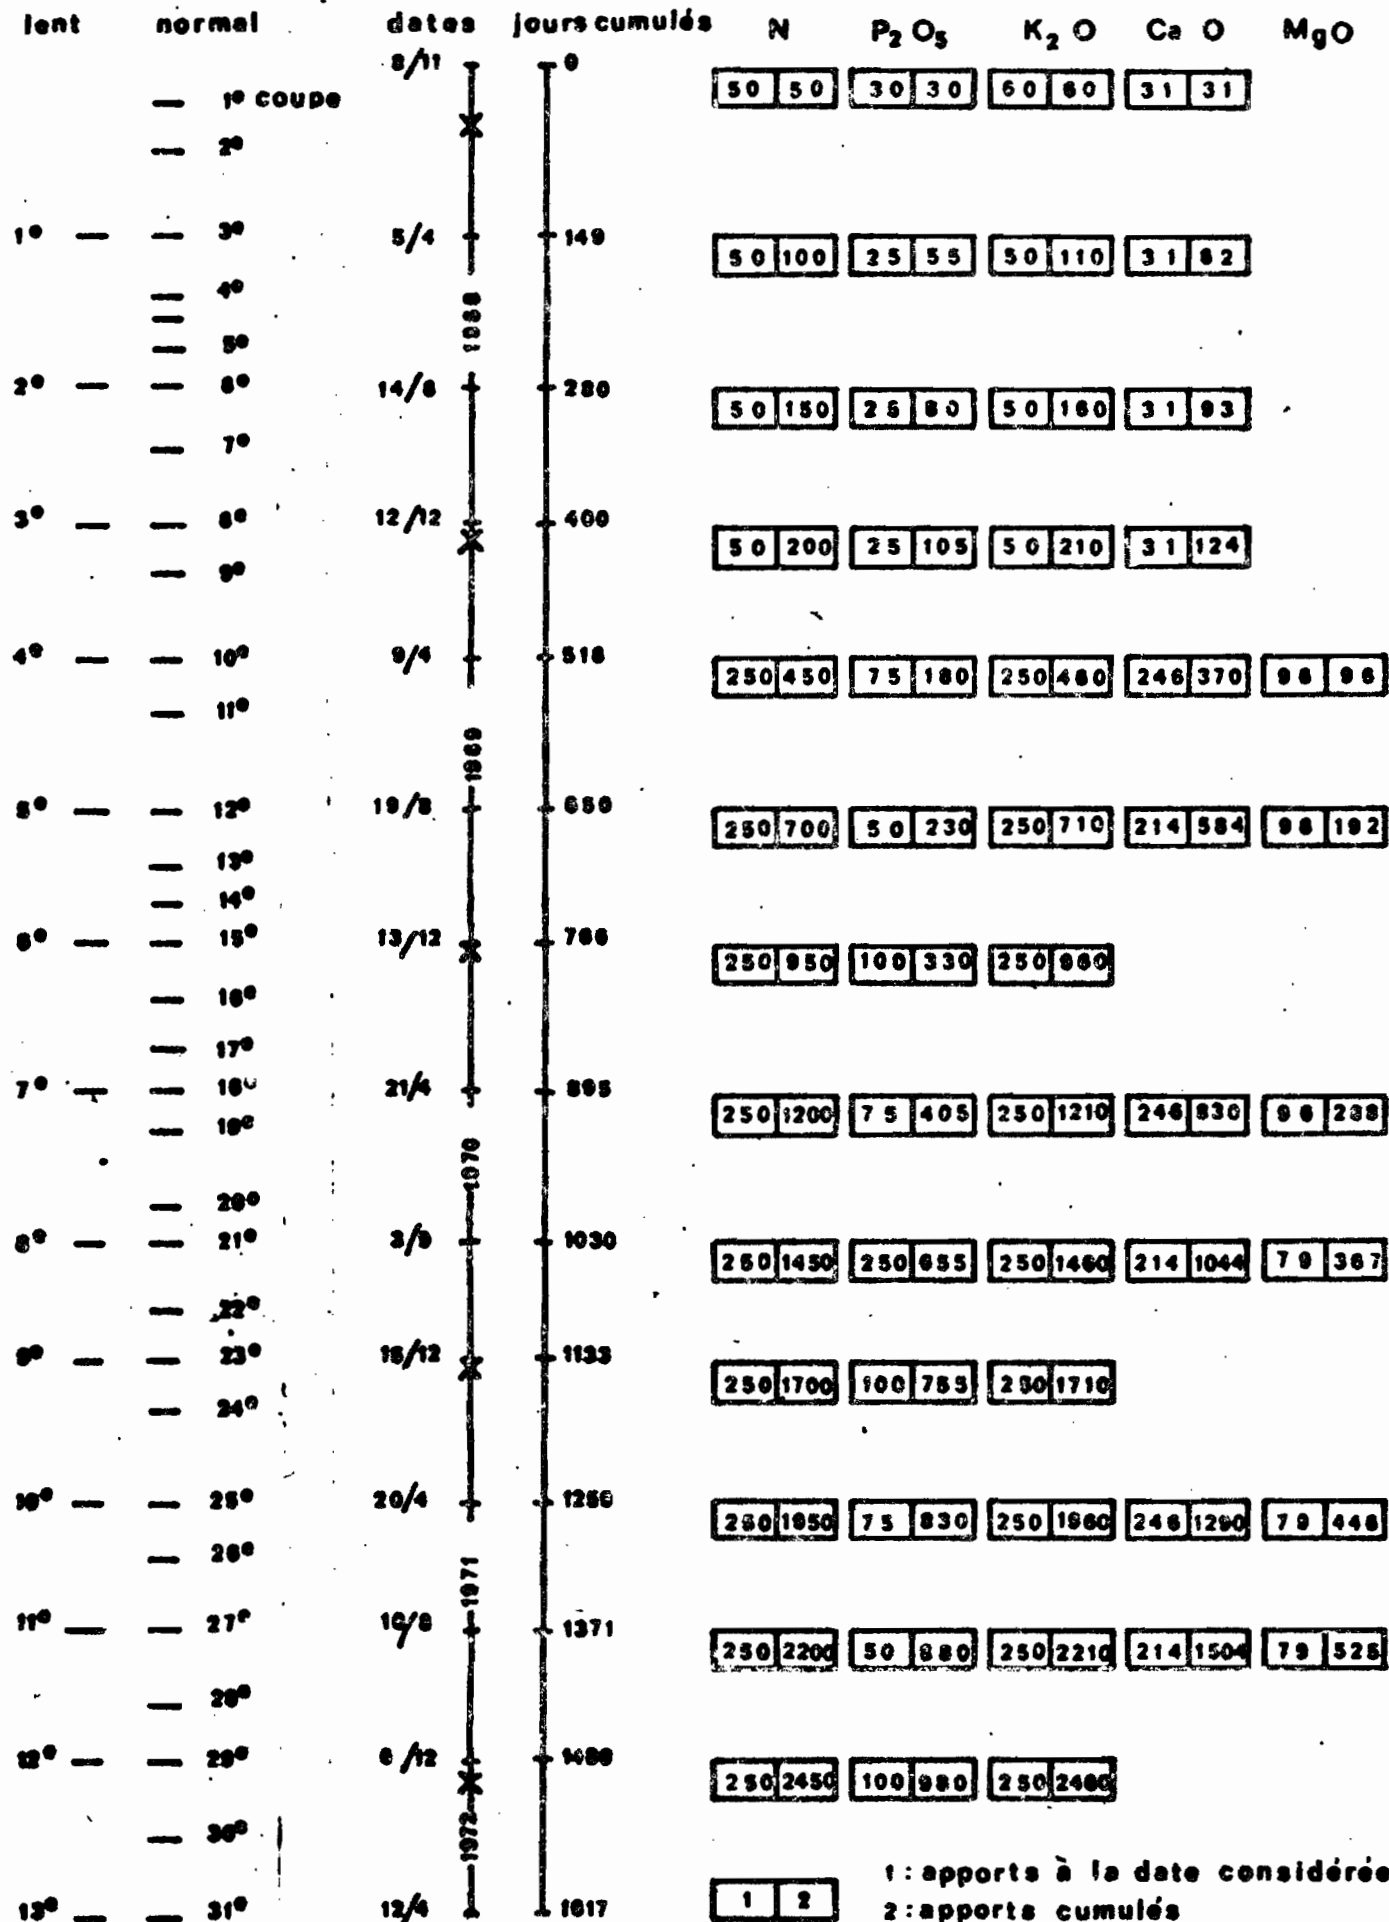 lent normal dates jours cumulés N P₂O₅ K₂O CaO MgO
8/11 0 50 50 30 30 60 60 31 31
1° coupe
2°
1° 3° 5/4 149 50 100 25 55 50 110 31 62
4°
1968
5°
2° 6° 14/8 280 50 150 25 80 50 160 31 93
7°
3° 8° 12/12 400 50 200 25 105 50 210 31 124
9°
4° 10° 9/4 518 250 450 75 180 250 460 246 370 96 96
11°
1969
5° 12° 19/8 650 250 700 50 230 250 710 214 584 96 192
13°
14°
6° 15° 13/12 766 250 950 100 330 250 960
16°
17°
7° 18° 21/4 895 250 1200 75 405 250 1210 246 830 96 288
19°
1970
20°
8° 21° 3/9 1030 250 1450 250 655 250 1460 214 1044 79 367
22°
9° 23° 15/12 1133 250 1700 100 755 250 1710
24°
10° 25° 20/4 1259 250 1950 75 830 250 1960 246 1290 79 446
26°
1971
11° 27° 10/8 1371 250 2200 50 880 250 2210 214 1504 79 525
28°
12° 29° 6/12 250 2450 100 980 250 2460
30°
1972
1 : apports à la date considérée
13° 31° 12/4 1617 1 2 2 : apports cumulés